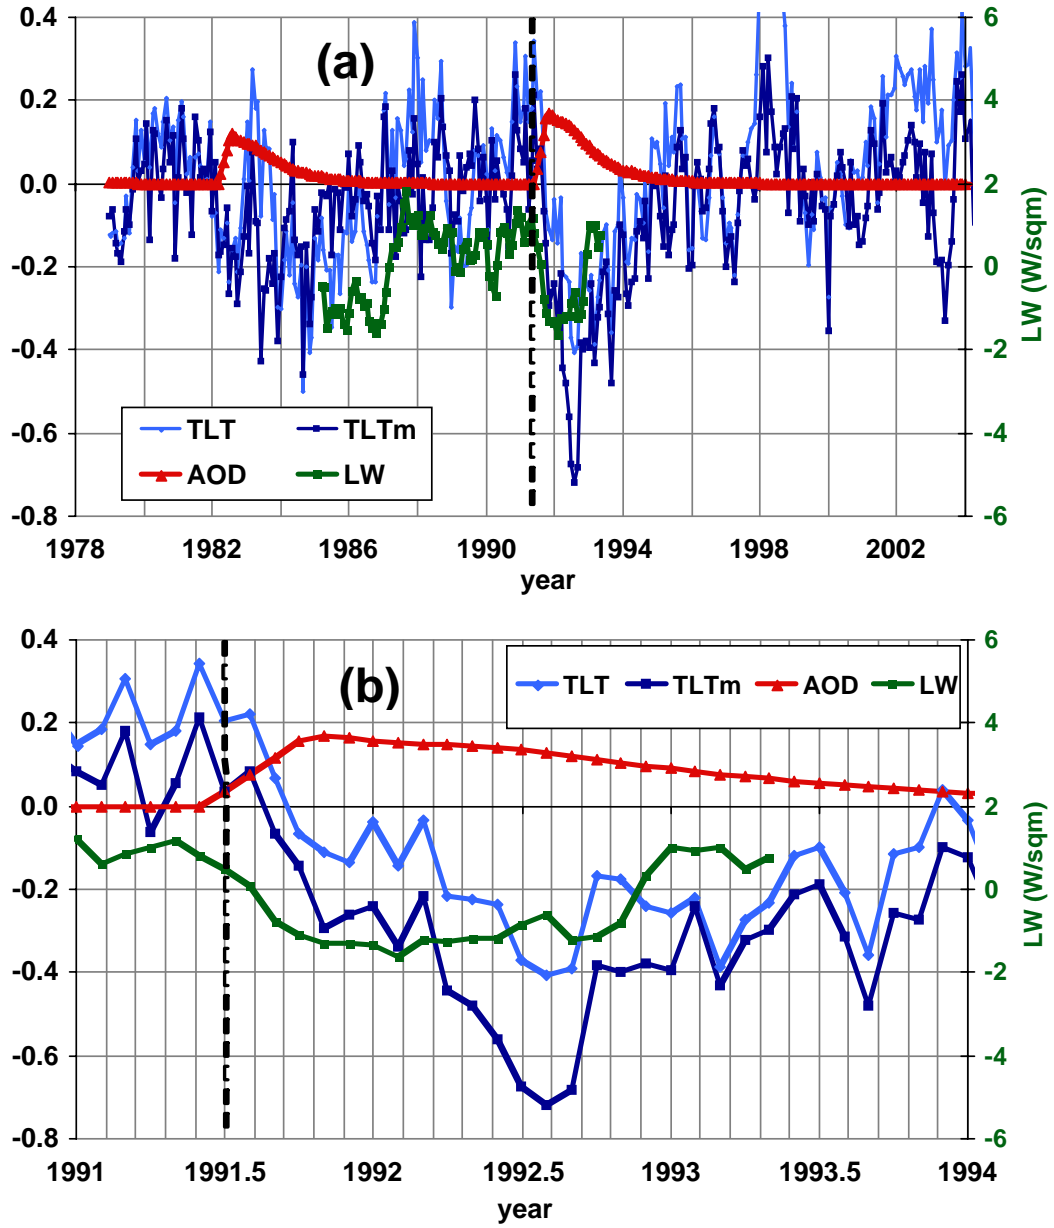 0.4
0.2
0.0
-0.2
-0.4
-0.6
-0.8
(a)
6
4
2
0
-2
-4
-6
LW (W/sqm)
TLT TLTm
AOD LW
1978 1982 1986 1990 1994 1998 2002
year
0.4
0.2
0.0
-0.2
-0.4
-0.6
-0.8
(b)
TLT TLTm AOD LW
6
4
2
0
-2
-4
-6
LW (W/sqm)
1991 1991.5 1992 1992.5 1993 1993.5 1994
year